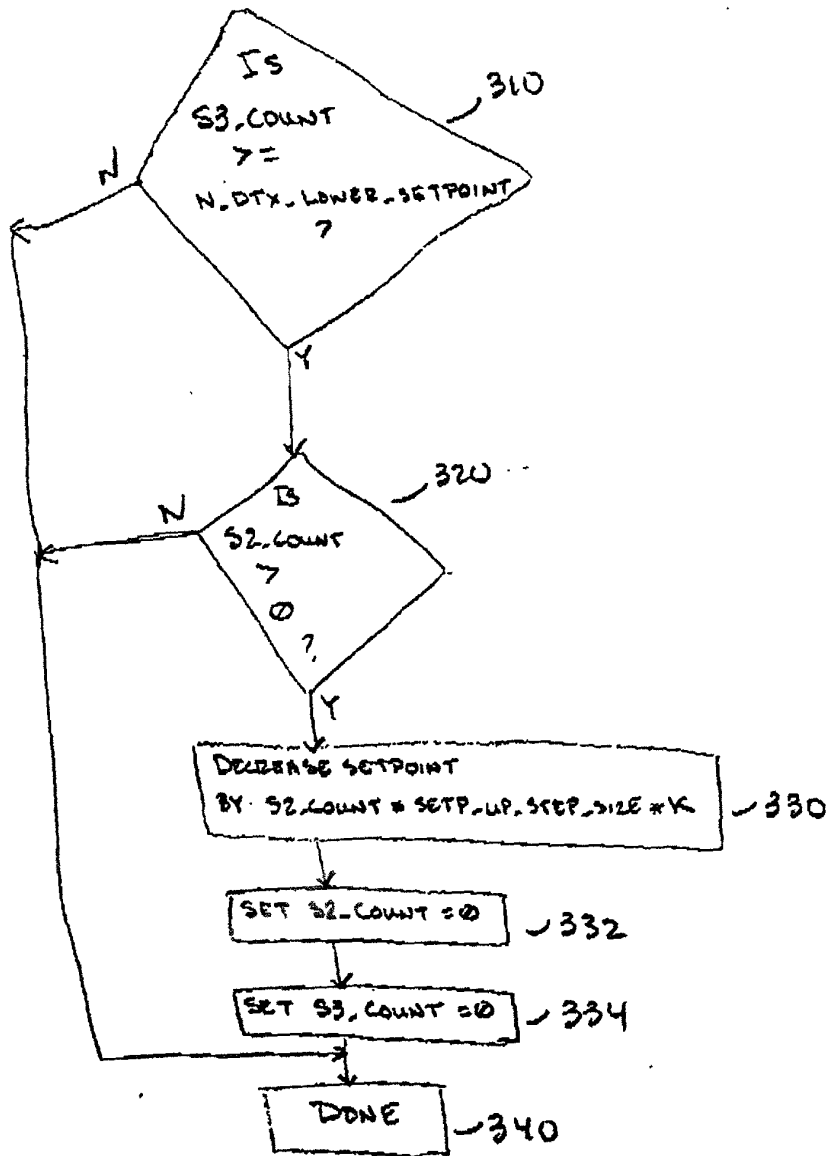 Is
S3_COUNT
>=
N_DTX_LOWER_SETPOINT
?
310
N
Y
Is
S2_COUNT
>
0
?
320
N
Y
DECREASE SETPOINT
BY S2_COUNT * SETP_UP_STEP_SIZE * K
330
SET S2_COUNT = 0
332
SET S3_COUNT = 0
334
DONE
340